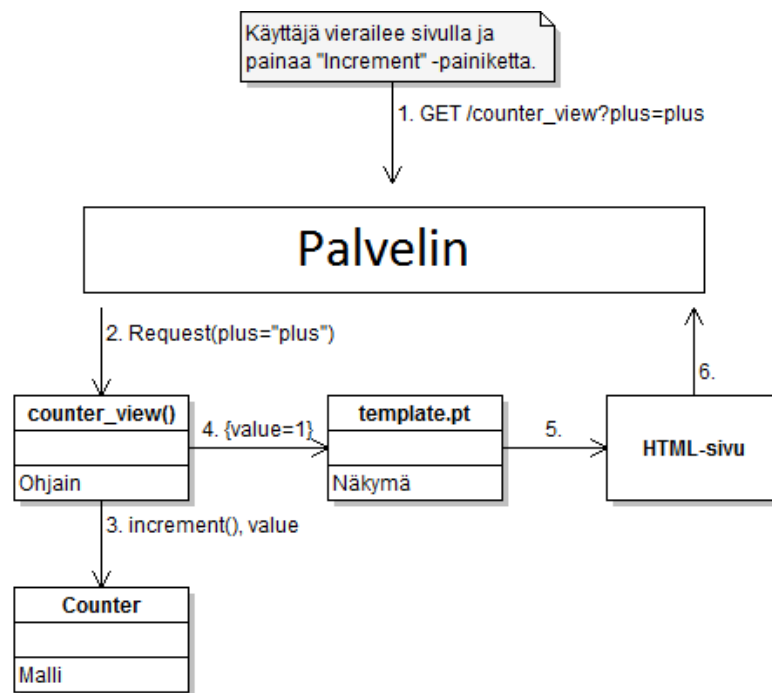 Käyttäjä vierailee sivulla ja
painaa "Increment" -painiketta.
1. GET /counter_view?plus=plus
Palvelin
2. Request(plus="plus")
6.
counter_view()
Ohjain
4. {value=1}
template.pt
Näkymä
5.
HTML-sivu
3. increment(), value
Counter
Malli